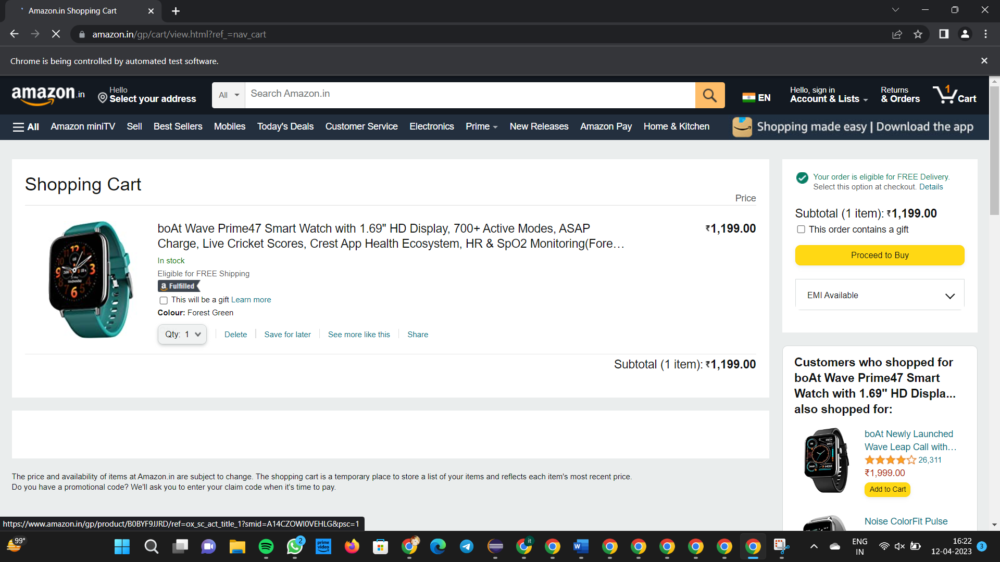 Amazon.in Shopping Cart
amazon.in/gp/cart/view.html?ref_=nav_cart
Chrome is being controlled by automated test software.
amazon.in
Hello
Select your address
All
Search Amazon.in
EN
Hello, sign in
Account & Lists
Returns
& Orders
1
Cart
All Amazon miniTV Sell Best Sellers Mobiles Today's Deals Customer Service Electronics Prime New Releases Amazon Pay Home & Kitchen
Shopping made easy | Download the app
Shopping Cart
Price
boAt Wave Prime47 Smart Watch with 1.69" HD Display, 700+ Active Modes, ASAP
Charge, Live Cricket Scores, Crest App Health Ecosystem, HR & SpO2 Monitoring(Fore…
₹1,199.00
In stock
Eligible for FREE Shipping
a Fulfilled
This will be a gift Learn more
Colour: Forest Green
Qty: 1
Delete
Save for later
See more like this
Share
Subtotal (1 item): ₹1,199.00
Your order is eligible for FREE Delivery.
Select this option at checkout. Details
Subtotal (1 item): ₹1,199.00
This order contains a gift
Proceed to Buy
EMI Available
Customers who shopped for
boAt Wave Prime47 Smart
Watch with 1.69" HD Displa...
also shopped for:
boAt Newly Launched
Wave Leap Call with…
26,311
₹1,999.00
Add to Cart
Noise ColorFit Pulse
The price and availability of items at Amazon.in are subject to change. The shopping cart is a temporary place to store a list of your items and reflects each item's most recent price.
Do you have a promotional code? We'll ask you to enter your claim code when it's time to pay.
https://www.amazon.in/gp/product/B0BYF9JJRD/ref=ox_sc_act_title_1?smid=A14CZOWI0VEHLG&psc=1
99°
2
prime
video
it
W
ENG
IN
16:22
12-04-2023
3